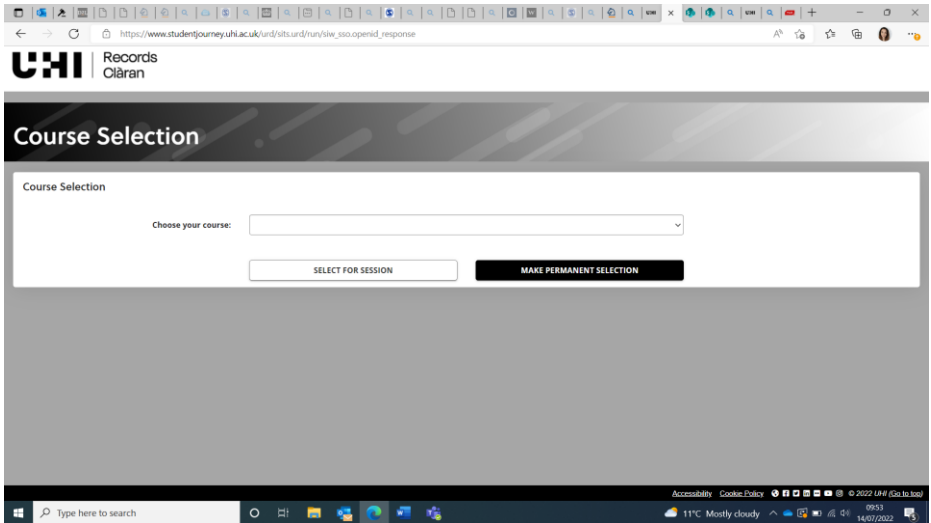 https://www.studentjourney.uhi.ac.uk/urd/sits.urd/run/siw_sso.openid_response
UHI
Records
Clàran
Course Selection
Course Selection
Choose your course:
SELECT FOR SESSION
MAKE PERMANENT SELECTION
Accessibility Cookie Policy © 2022 UHI (Go to top)
Type here to search
11°C Mostly cloudy
09:53
14/07/2022